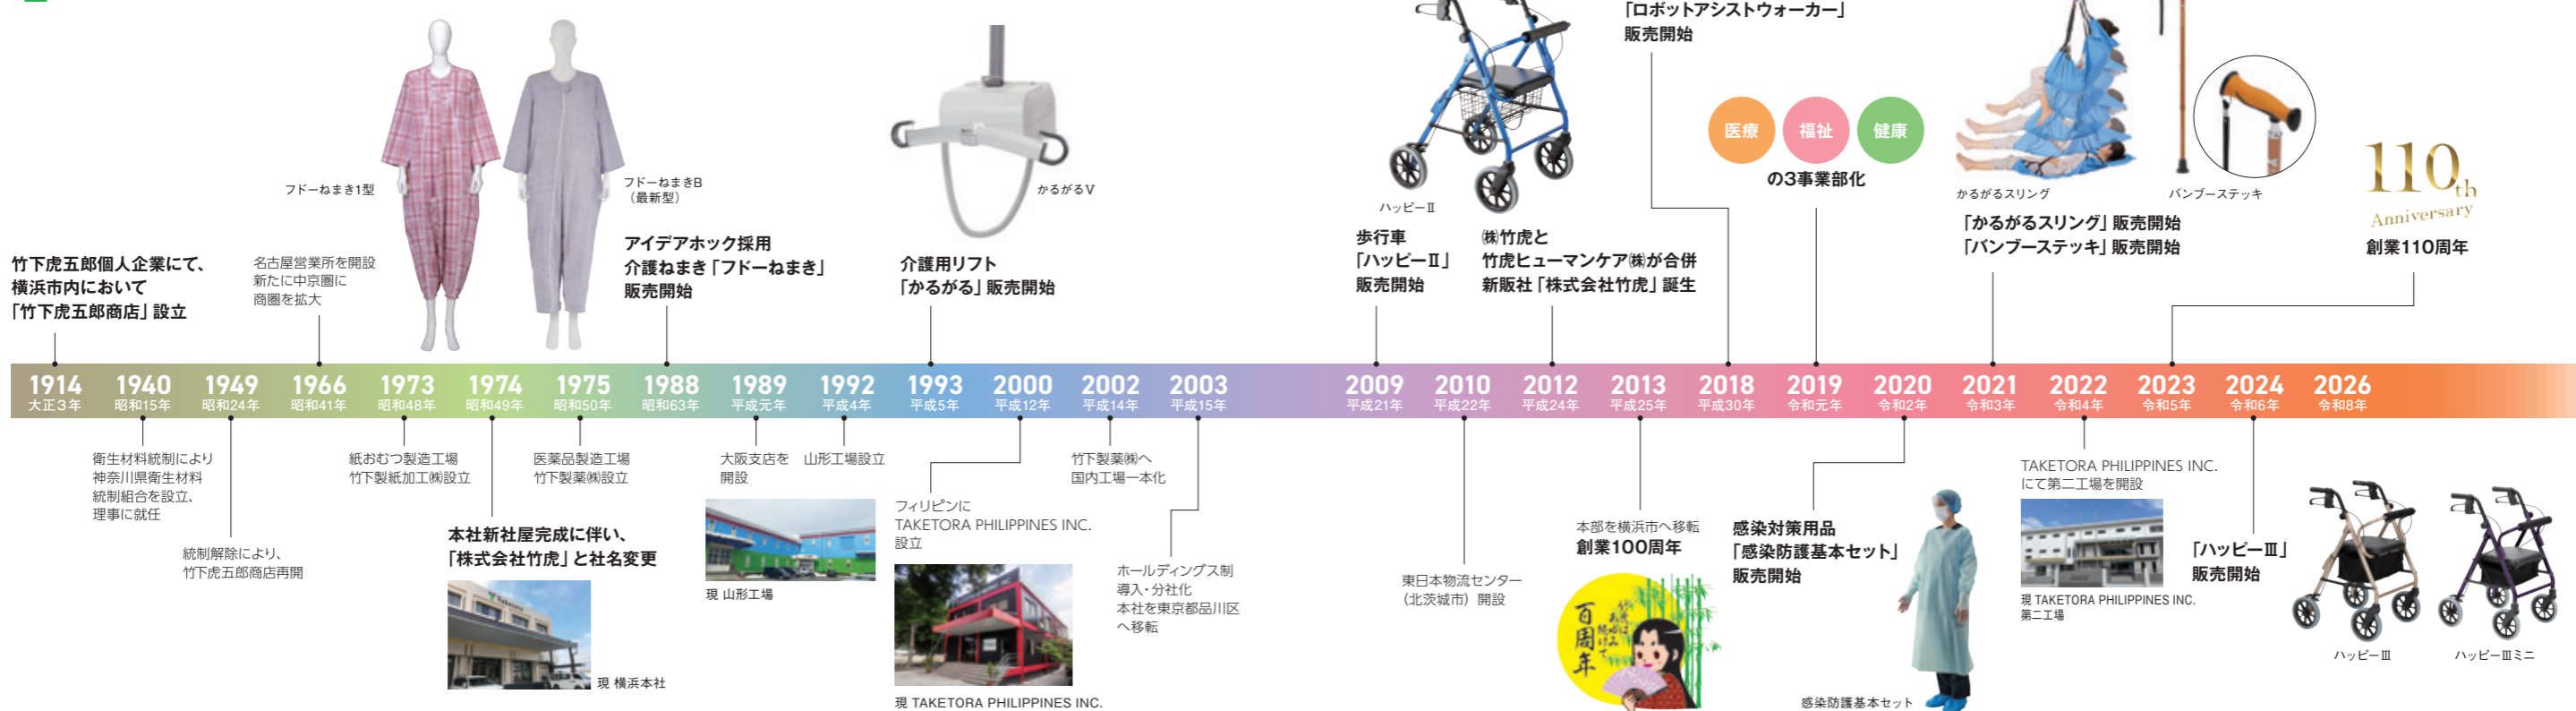 「ロボットアシストウォーカー」
販売開始
医療
福祉
健康
の3事業部化
フドーねまき1型
フドーねまきB
（最新型）
かるがるV
ハッピーⅡ
かるがるスリング
バンブーステッキ
110th
Anniversary
創業110周年
竹下虎五郎個人企業にて、
横浜市内において
「竹下虎五郎商店」設立
名古屋営業所を開設
新たに中京圏に
商圏を拡大
アイデアホック採用
介護ねまき「フドーねまき」
販売開始
介護用リフト
「かるがる」販売開始
歩行車
「ハッピーⅡ」
販売開始
㈱竹虎と
竹虎ヒューマンケア㈱が合併
新販社「株式会社竹虎」誕生
「かるがるスリング」販売開始
「バンブーステッキ」販売開始
1914 1940 1949 1966 1973 1974 1975 1988 1989 1992 1993 2000 2002 2003 2009 2010 2012 2013 2018 2019 2020 2021 2022 2023 2024 2026
大正3年 昭和15年 昭和24年 昭和41年 昭和48年 昭和49年 昭和50年 昭和63年 平成元年 平成4年 平成5年 平成12年 平成14年 平成15年 平成21年 平成22年 平成24年 平成25年 平成30年 令和元年 令和2年 令和3年 令和4年 令和5年 令和6年 令和8年
衛生材料統制により
神奈川県衛生材料
統制組合を設立、
理事に就任
統制解除により、
竹下虎五郎商店再開
紙おむつ製造工場
竹下製紙加工㈱設立
本社新社屋完成に伴い、
「株式会社竹虎」と社名変更
現 横浜本社
医薬品製造工場
竹下製薬㈱設立
大阪支店を
開設
山形工場設立
現 山形工場
フィリピンに
TAKETORA PHILIPPINES INC.
設立
現 TAKETORA PHILIPPINES INC.
竹下製薬㈱へ
国内工場一本化
ホールディングス制
導入・分社化
本社を東京都品川区
へ移転
東日本物流センター
（北茨城市）開設
本部を横浜市へ移転
創業100周年
竹虎は
あゆみ
続けて
百周年
感染対策用品
「感染防護基本セット」
販売開始
感染防護基本セット
TAKETORA PHILIPPINES INC.
にて第二工場を開設
現 TAKETORA PHILIPPINES INC.
第二工場
「ハッピーⅢ」
販売開始
ハッピーⅢ
ハッピーⅢミニ